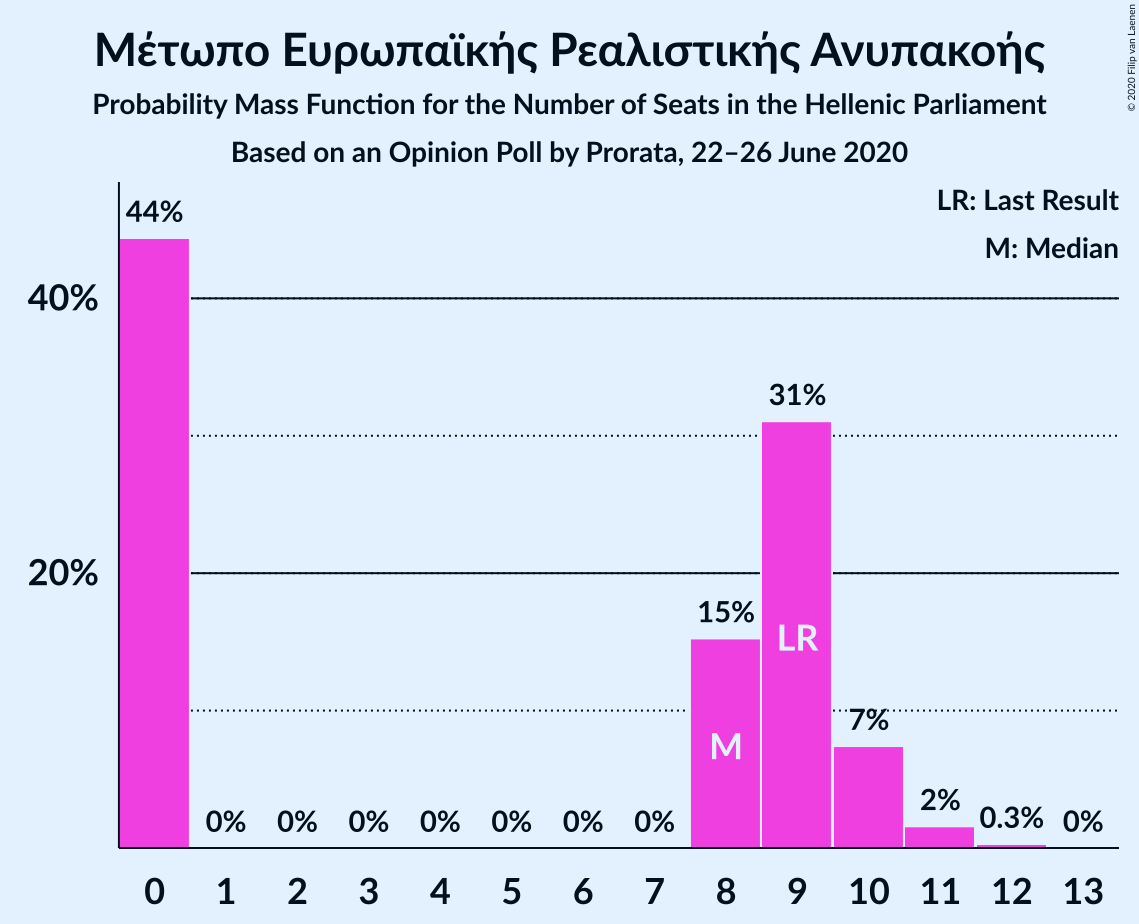 Μέτωπο Ευρωπαϊκής Ρεαλιστικής Ανυπακοής
Probability Mass Function for the Number of Seats in the Hellenic Parliament
Based on an Opinion Poll by Prorata, 22–26 June 2020
© 2020 Filip van Laenen
LR: Last Result
M: Median
44%
40%
31%
20%
15%
LR
7%
M
2%
0% 0% 0% 0% 0% 0% 0% 0.3% 0%
0 1 2 3 4 5 6 7 8 9 10 11 12 13